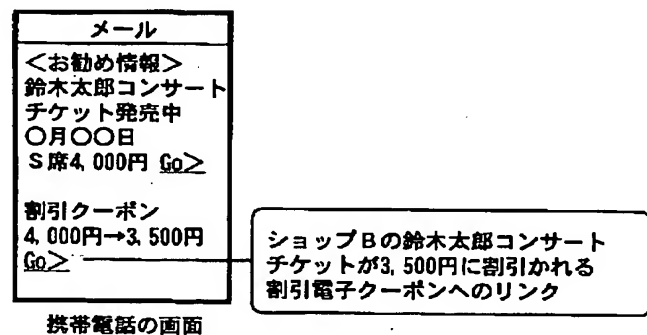 メール
＜お勧め情報＞
鈴木太郎コンサート
チケット発売中
〇月〇〇日
S席4,000円 Go＞
割引クーポン
4,000円→3,500円
Go＞
ショップBの鈴木太郎コンサート
チケットが3,500円に割引かれる
割引電子クーポンへのリンク
携帯電話の画面